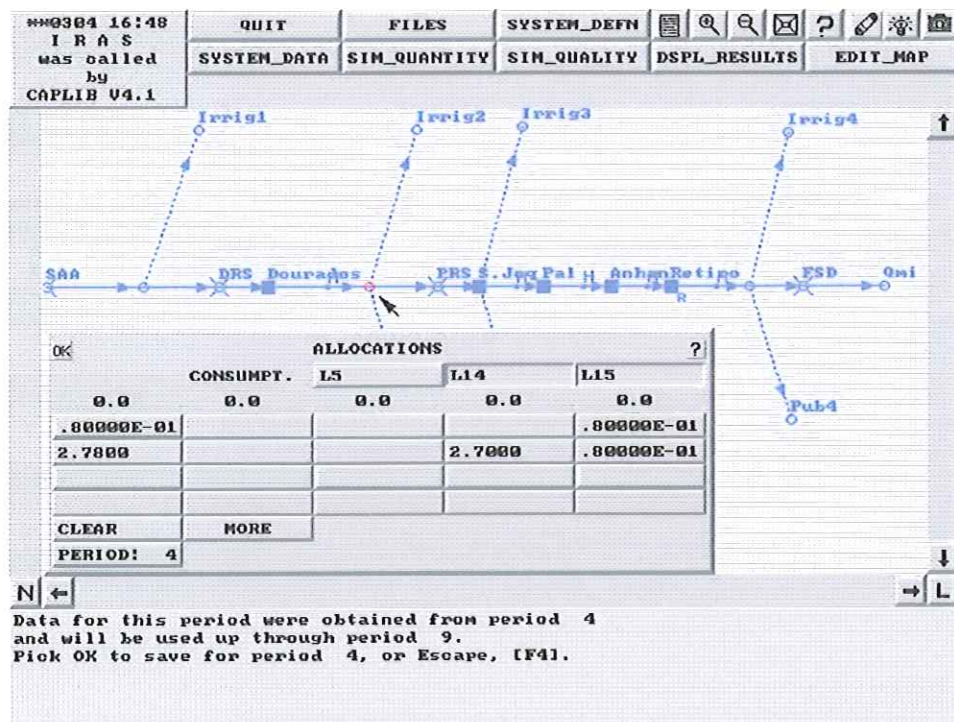 **0304 16:48
I R A S
was called
by
CAPLIB V4.1
QUIT FILES SYSTEM_DEFN ?
SYSTEM_DATA SIM_QUANTITY SIM_QUALITY DSPL_RESULTS EDIT_MAP
Irrig1 Irrig2 Irrig3 Irrig4
SAA DRS Dourados PRS S.Jog Pal AnhanRetiro ESD Qmi
R
OK ALLOCATIONS ?
CONSUMPT. L5 L14 L15
0.0 0.0 0.0 0.0 0.0
.80000E-01 .80000E-01
2.7800 2.7000 .80000E-01
CLEAR MORE
PERIOD: 4
Pub4
N L
Data for this period were obtained from period 4
and will be used up through period 9.
Pick OK to save for period 4, or Escape, [F4].